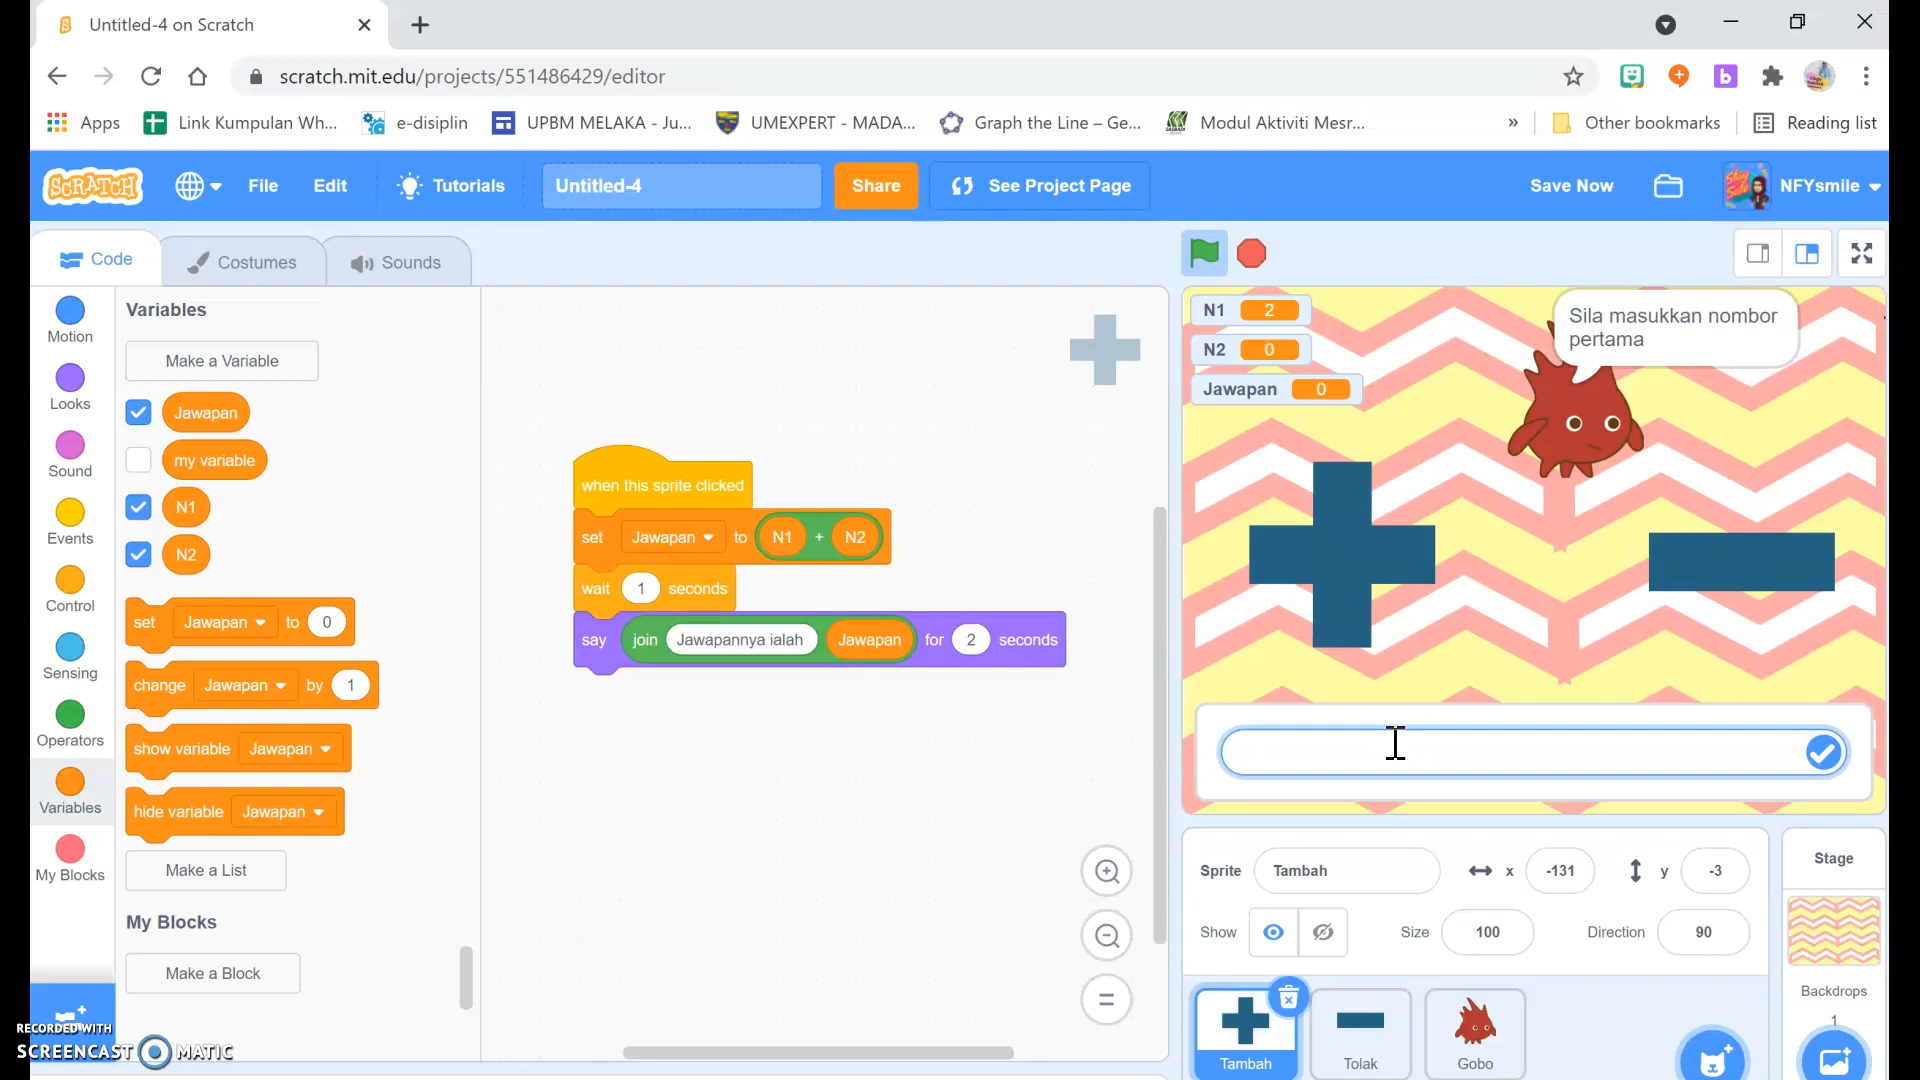 Untitled-4 on Scratch
scratch.mit.edu/projects/551486429/editor
Apps
Link Kumpulan Wh...
e-disiplin
UPBM MELAKA - Ju...
UMEXPERT - MADA...
Graph the Line – Ge...
Modul Aktiviti Mesr...
»
Other bookmarks
Reading list
SCRATCH
File
Edit
Tutorials
Untitled-4
Share
See Project Page
Save Now
NFYsmile
Code
Costumes
Sounds
Motion
Looks
Sound
Events
Control
Sensing
Operators
Variables
My Blocks
Variables
Make a Variable
Jawapan
my variable
N1
N2
set Jawapan to 0
change Jawapan by 1
show variable Jawapan
hide variable Jawapan
Make a List
My Blocks
Make a Block
when this sprite clicked
set Jawapan to N1 + N2
wait 1 seconds
say join Jawapannya ialah Jawapan for 2 seconds
N1 2
N2 0
Jawapan 0
Sila masukkan nombor
pertama
Sprite Tambah x -131 y -3
Show Size 100 Direction 90
Tambah
Tolak
Gobo
Stage
Backdrops
1
RECORDED WITH
SCREENCAST MATIC